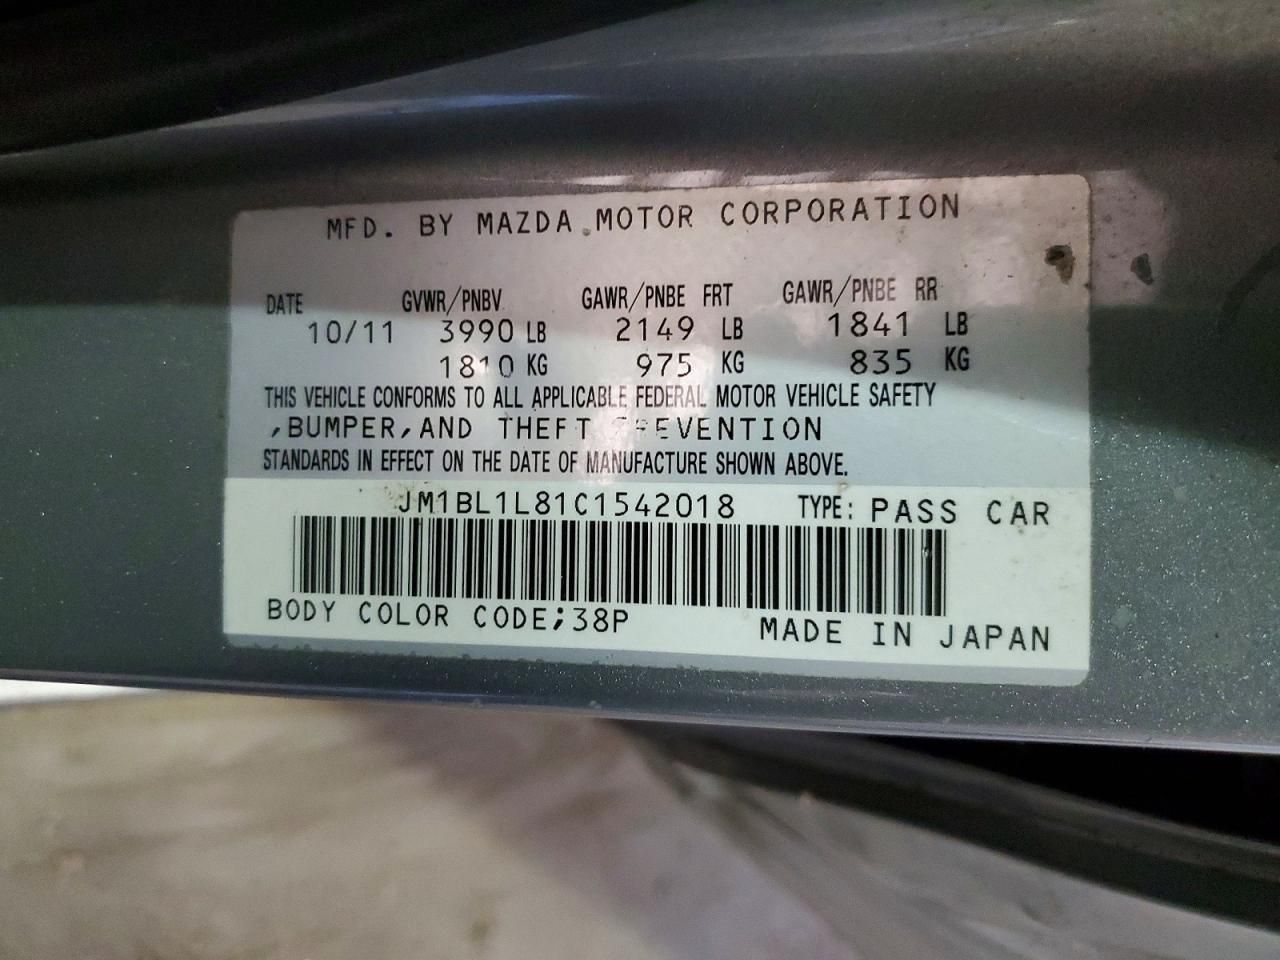 MFD. BY MAZDA MOTOR CORPORATION
DATE GVWR/PNBV GAWR/PNBE FRT GAWR/PNBE RR
10/11 3990 LB 2149 LB 1841 LB
1810 KG 975 KG 835 KG
THIS VEHICLE CONFORMS TO ALL APPLICABLE FEDERAL MOTOR VEHICLE SAFETY
,BUMPER,AND THEFT PREVENTION
STANDARDS IN EFFECT ON THE DATE OF MANUFACTURE SHOWN ABOVE.
JM1BL1L81C1542018 TYPE: PASS CAR
BODY COLOR CODE;38P MADE IN JAPAN